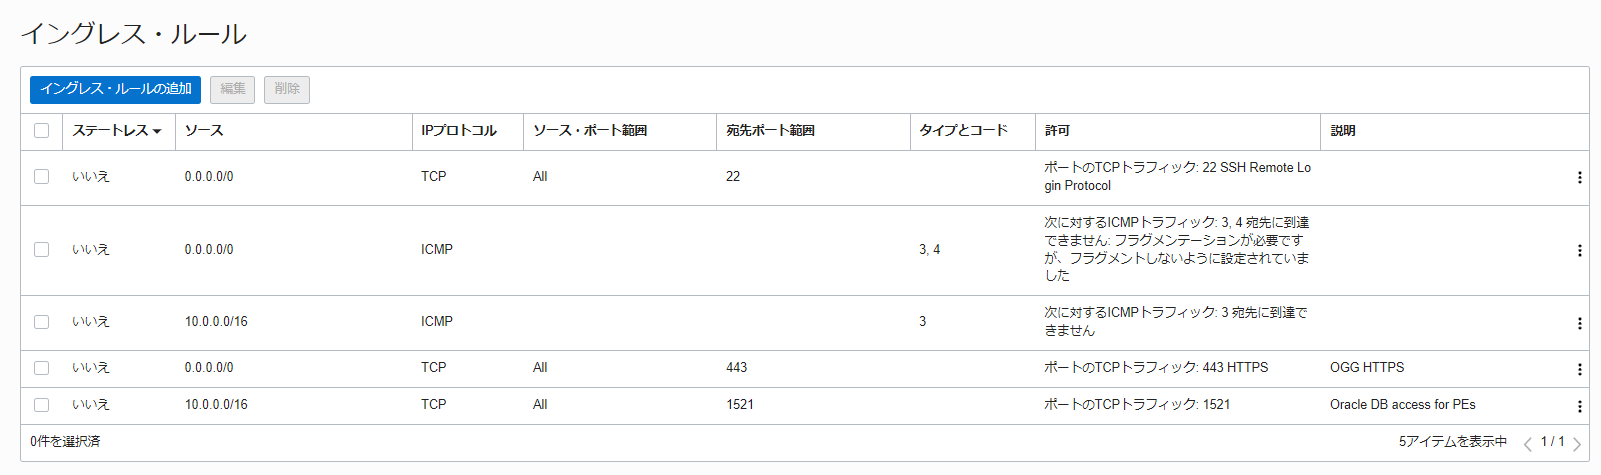 イングレス・ルール
イングレス・ルールの追加 編集 削除
ステートレス ソース IPプロトコル ソース・ポート範囲 宛先ポート範囲 タイプとコード 許可 説明
いいえ 0.0.0.0/0 TCP All 22 ポートのTCPトラフィック: 22 SSH Remote Lo
gin Protocol
いいえ 0.0.0.0/0 ICMP 3, 4 次に対するICMPトラフィック: 3, 4 宛先に到達
できません: フラグメンテーションが必要です
が、フラグメントしないように設定されていま
した
いいえ 10.0.0.0/16 ICMP 3 次に対するICMPトラフィック: 3 宛先に到達で
きません
いいえ 0.0.0.0/0 TCP All 443 ポートのTCPトラフィック: 443 HTTPS OGG HTTPS
いいえ 10.0.0.0/16 TCP All 1521 ポートのTCPトラフィック: 1521 Oracle DB access for PEs
0件を選択済 5アイテムを表示中 1 / 1